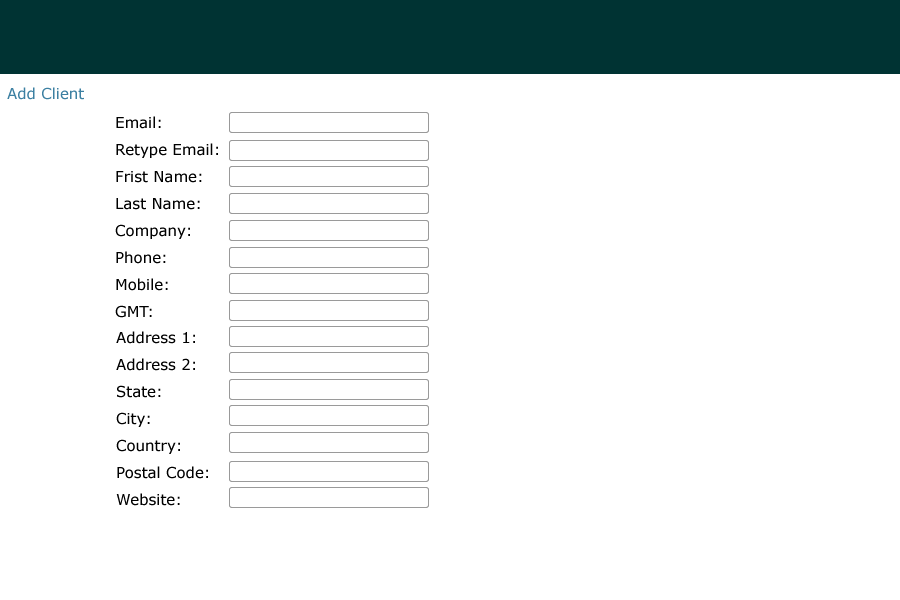 Add Client
Email:
Retype Email:
Frist Name:
Last Name:
Company:
Phone:
Mobile:
GMT:
Address 1:
Address 2:
State:
City:
Country:
Postal Code:
Website: